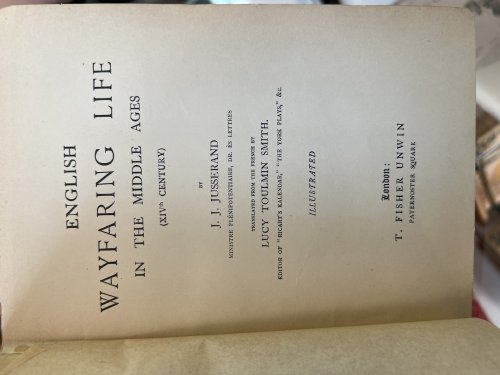 ENGLISH
WAYFARING LIFE
IN THE MIDDLE AGES
(XIVth CENTURY)
BY
J. J. JUSSERAND
MINISTRE PLÉNIPOTENTIAIRE, DR. ÈS LETTRES
TRANSLATED FROM THE FRENCH BY
LUCY TOULMIN SMITH,
EDITOR OF "RICART'S KALENDAR," "THE YORK PLAYS," &c.
ILLUSTRATED
London:
T. FISHER UNWIN
PATERNOSTER SQUARE